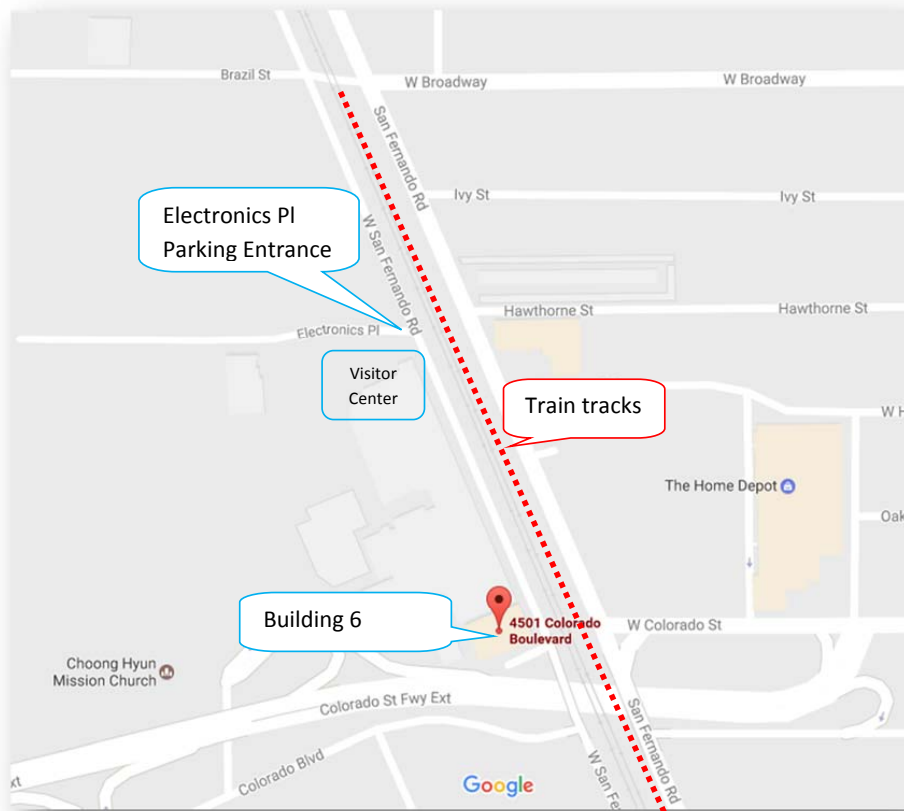 Brazil St
W Broadway
W Broadway
San Fernando Rd
Ivy St
Ivy St
Electronics Pl
Parking Entrance
W San Fernando Rd
Hawthorne St
Hawthorne St
Electronics Pl
Visitor
Center
Train tracks
W H
The Home Depot
Oak
Building 6
4501 Colorado
Boulevard
W Colorado St
Choong Hyun
Mission Church
Colorado St Fwy Ext
San Fernando Rd
Colorado Blvd
W San Fe
xt
Google